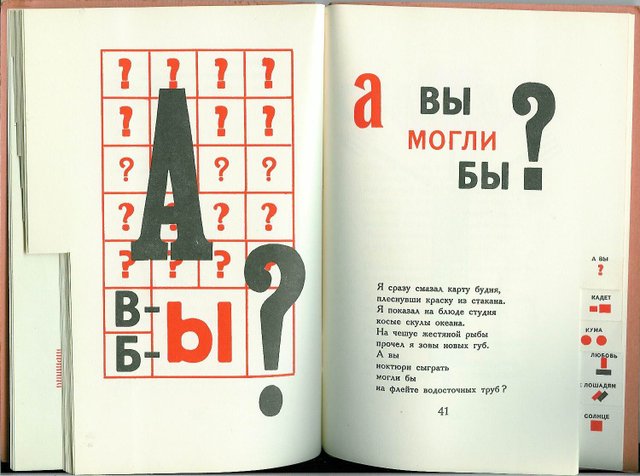 ? ? ? ?
? ? ? ?
? ? ? ?
? ? ? ?
? ? ?
А
В-
Б-
Ы
?
а вы
могли
бы
?
Я сразу смазал карту будня,
плеснувши краску из стакана.
Я показал на блюде студня
косые скулы океана.
На чешуе жестяной рыбы
прочел я зовы новых губ.
А вы
ноктюрн сыграть
могли бы
на флейте водосточных труб?
41
А ВЫ
?
КАДЕТ
КУМА
ЛЮБОВЬ
ЛОШАДЯМ
СОЛНЦЕ